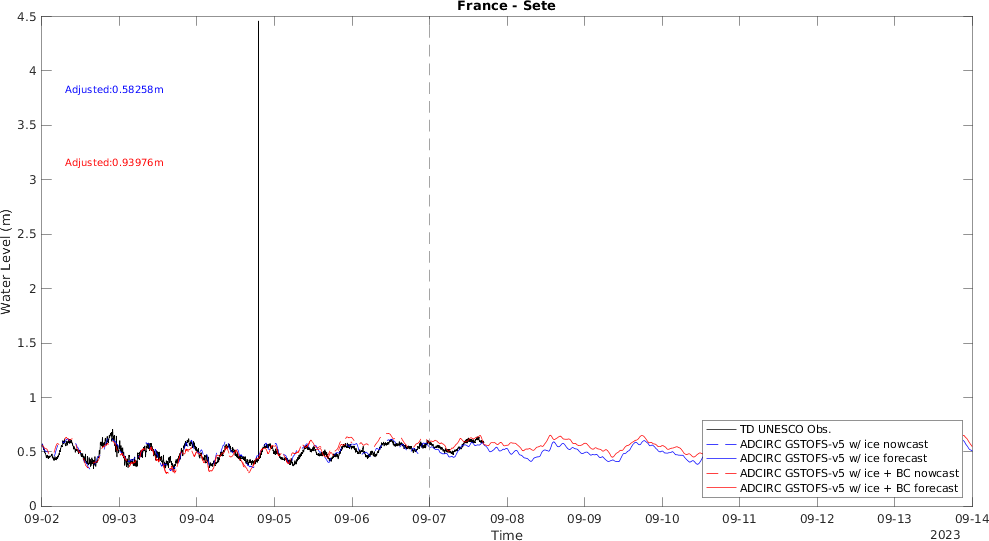 France - Sete
4.5
4
3.5
3
2.5
2
1.5
1
0.5
0
Water Level (m)
Adjusted:0.58258m
Adjusted:0.93976m
TD UNESCO Obs.
ADCIRC GSTOFS-v5 w/ ice nowcast
ADCIRC GSTOFS-v5 w/ ice forecast
ADCIRC GSTOFS-v5 w/ ice + BC nowcast
ADCIRC GSTOFS-v5 w/ ice + BC forecast
09-02 09-03 09-04 09-05 09-06 09-07 09-08 09-09 09-10 09-11 09-12 09-13 09-14
Time
2023